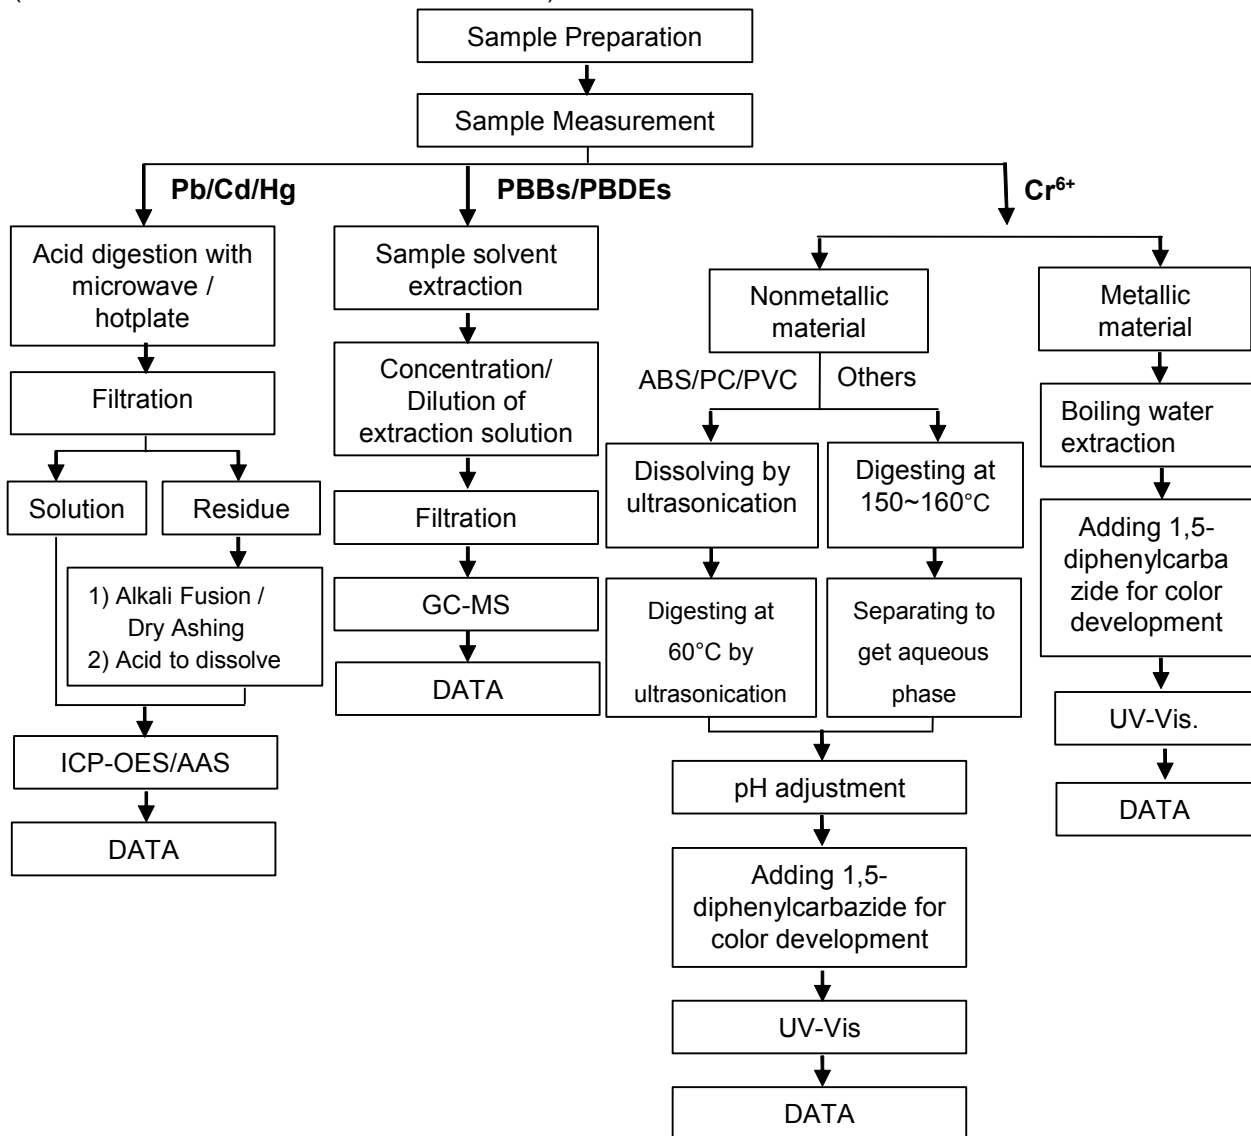 Sample Preparation
Sample Measurement
Pb/Cd/Hg
PBBs/PBDEs
Cr⁶⁺
Acid digestion with
microwave /
hotplate
Filtration
Solution
Residue
1) Alkali Fusion /
Dry Ashing
2) Acid to dissolve
ICP-OES/AAS
DATA
Sample solvent
extraction
Concentration/
Dilution of
extraction solution
Filtration
GC-MS
DATA
Nonmetallic
material
ABS/PC/PVC
Others
Dissolving by
ultrasonication
Digesting at
60°C by
ultrasonication
Digesting at
150~160°C
Separating to
get aqueous
phase
pH adjustment
Adding 1,5-
diphenylcarbazide for
color development
UV-Vis
DATA
Metallic
material
Boiling water
extraction
Adding 1,5-
diphenylcarba
zide for color
development
UV-Vis.
DATA